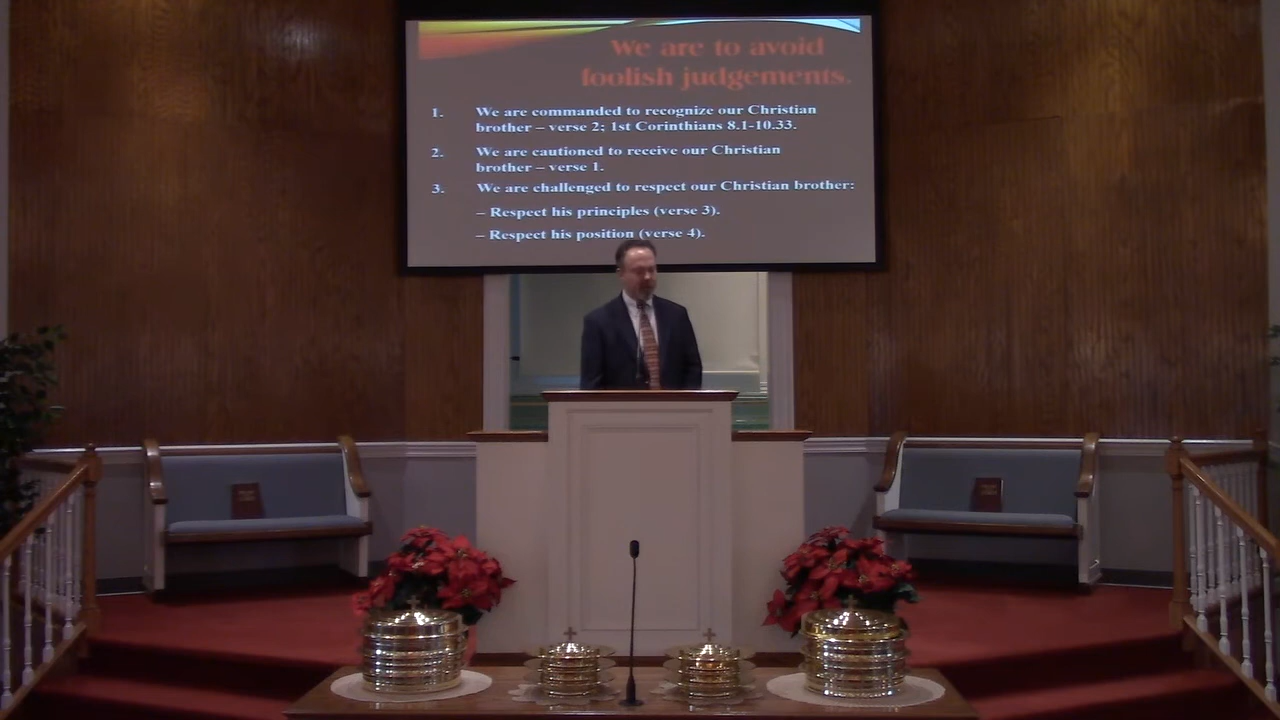 We are to avoid
foolish judgements.
1. We are commanded to recognize our Christian
brother – verse 2; 1st Corinthians 8.1-10.33.
2. We are cautioned to receive our Christian
brother – verse 1.
3. We are challenged to respect our Christian brother:
– Respect his principles (verse 3).
– Respect his position (verse 4).